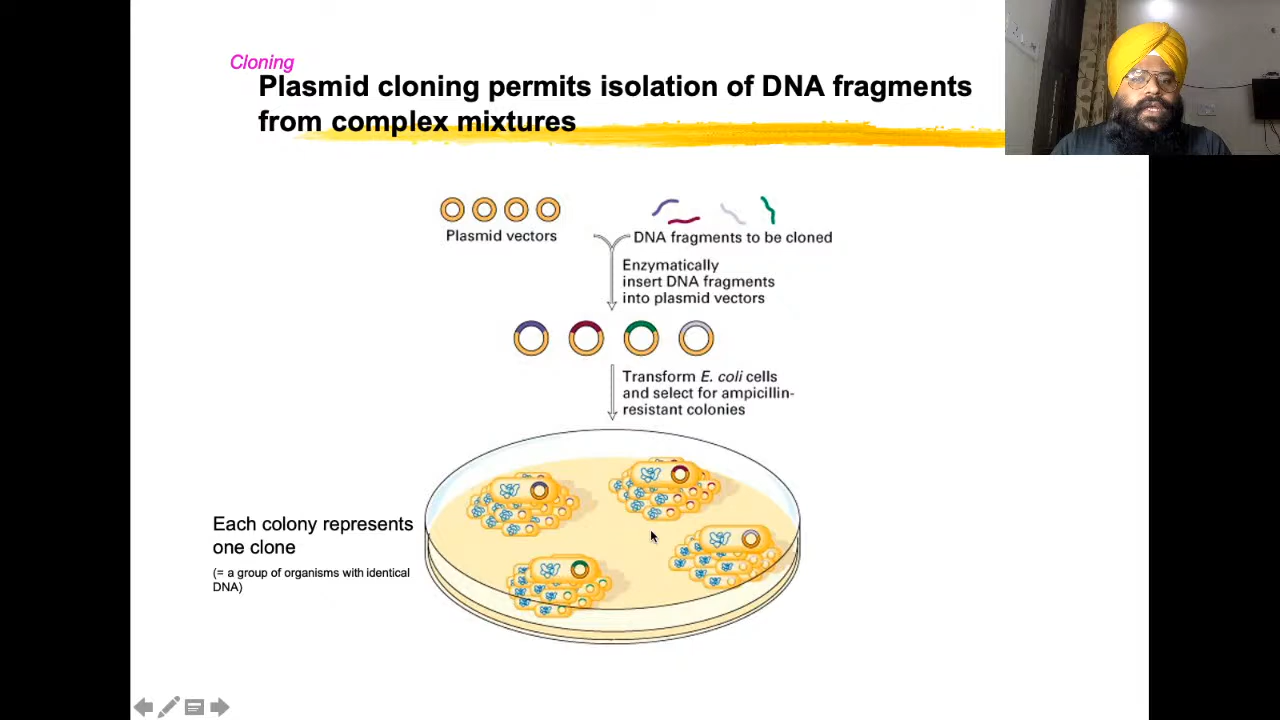 Cloning
Plasmid cloning permits isolation of DNA fragments
from complex mixtures
Plasmid vectors
DNA fragments to be cloned
Enzymatically
insert DNA fragments
into plasmid vectors
Transform E. coli cells
and select for ampicillin-
resistant colonies
Each colony represents
one clone
(= a group of organisms with identical
DNA)